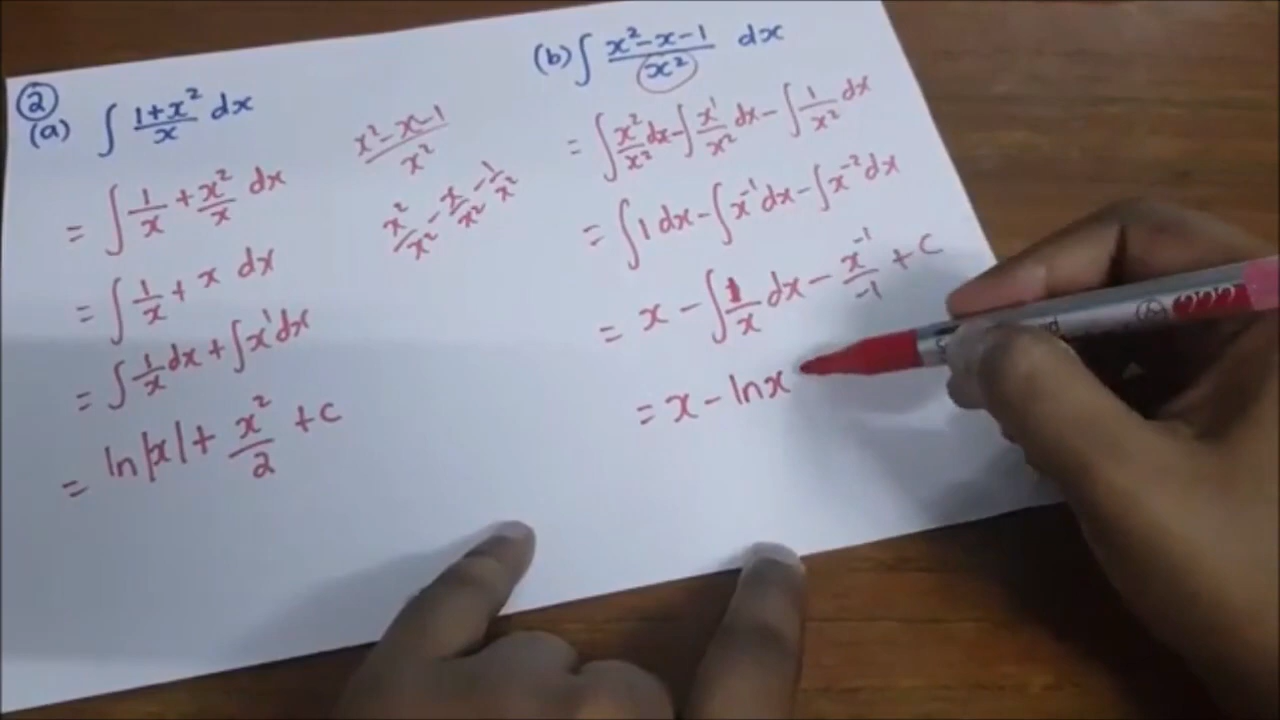 ②
(a) ∫ 1+x²/x dx
= ∫ 1/x + x²/x dx
= ∫ 1/x + x dx
= ∫ 1/x dx + ∫ x¹ dx
= ln|x| + x²/2 + c
x²-x-1/x²
x²/x² - x/x² - 1/x²
(b) ∫ x²-x-1/x² dx
= ∫ x²/x² dx - ∫ x¹/x² dx - ∫ 1/x² dx
= ∫ 1 dx - ∫ x⁻¹ dx - ∫ x⁻² dx
= x - ∫ 1/x dx - x⁻¹/-1 + c
= x - ln x